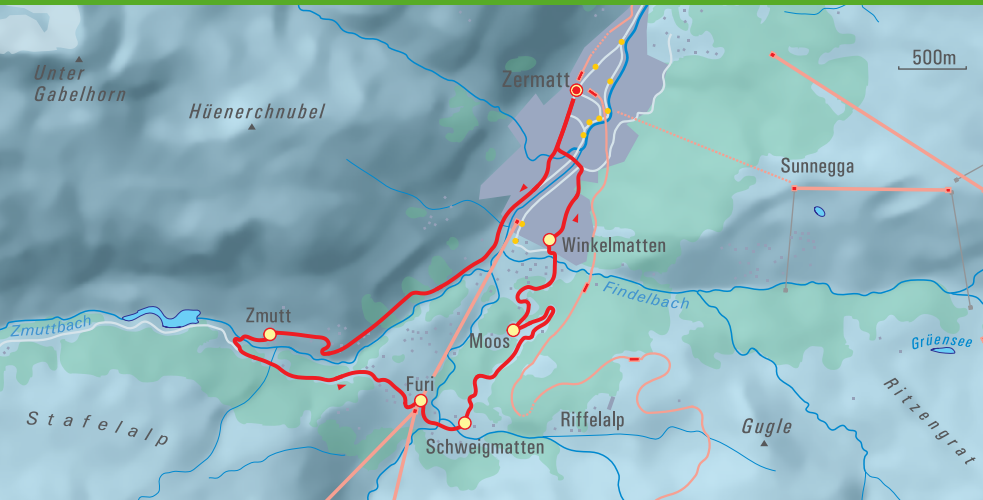 500m
Zermatt
Unter
Gabelhorn
Hüenerchnubel
Sunnegga
Winkelmatten
Findelbach
Zmutt
Zmuttbach
Moos
Grüensee
Furi
Ritzengrat
Stafelalp
Riffelalp
Gugle
Schweigmatten